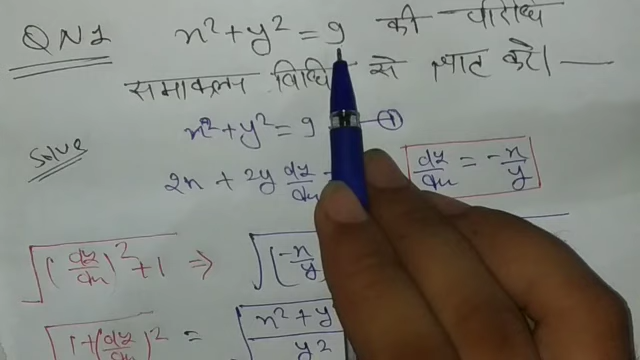 QN1 x² + y² = 9 की परिधि
समाकलन विधि से ज्ञात करे।
Solve x² + y² = 9 —①
2x + 2y dy/dx dy/dx = -x/y
√(dy/dx)² + 1 ⇒ √(-x/y)
√1 + (dy/dx)² = √x² + y / y²